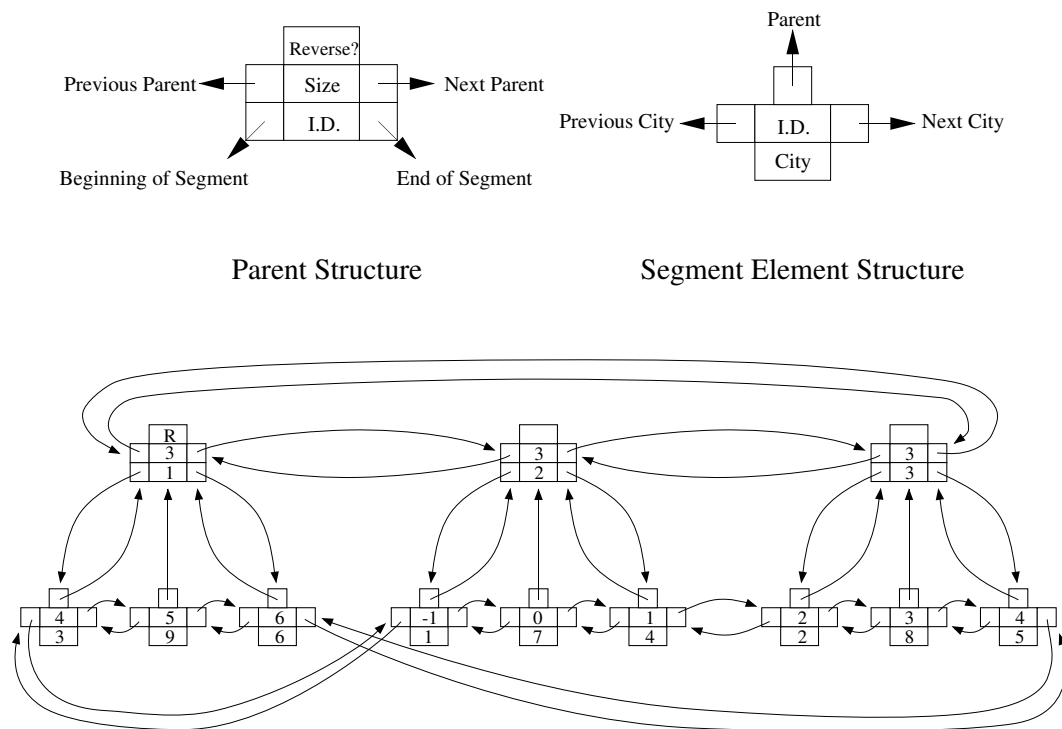 Parent
Reverse?
Previous Parent Size Next Parent
I.D.
Previous City I.D. Next City
City
Beginning of Segment End of Segment
Parent Structure Segment Element Structure
R
3 3 3
1 2 3
4 5 6 -1 0 1 2 3 4
3 9 6 1 7 4 2 8 5